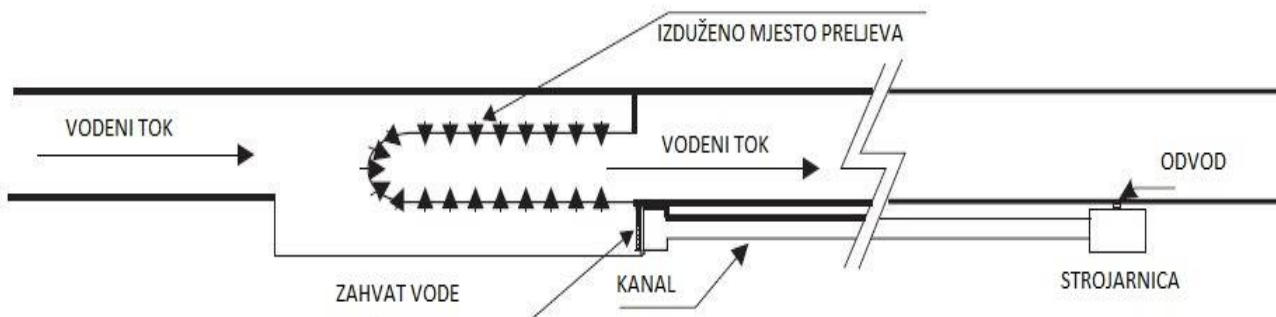 IZDUŽENO MJESTO PRELJEVA
VODENI TOK
VODENI TOK
ODVOD
ZAHVAT VODE
KANAL
STROJARNICA